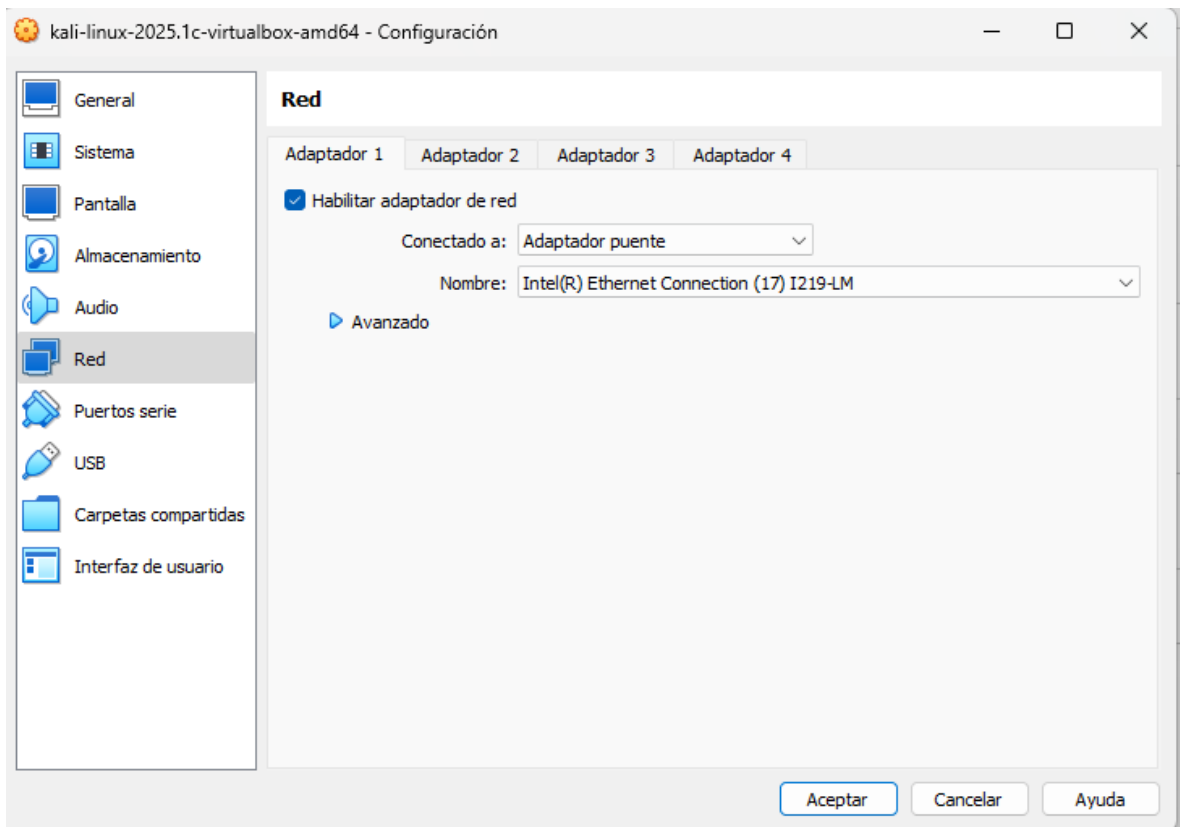 kali-linux-2025.1c-virtualbox-amd64 - Configuración
General
Sistema
Pantalla
Almacenamiento
Audio
Red
Puertos serie
USB
Carpetas compartidas
Interfaz de usuario
Red
Adaptador 1 Adaptador 2 Adaptador 3 Adaptador 4
Habilitar adaptador de red
Conectado a: Adaptador puente
Nombre: Intel(R) Ethernet Connection (17) I219-LM
Avanzado
Aceptar Cancelar Ayuda